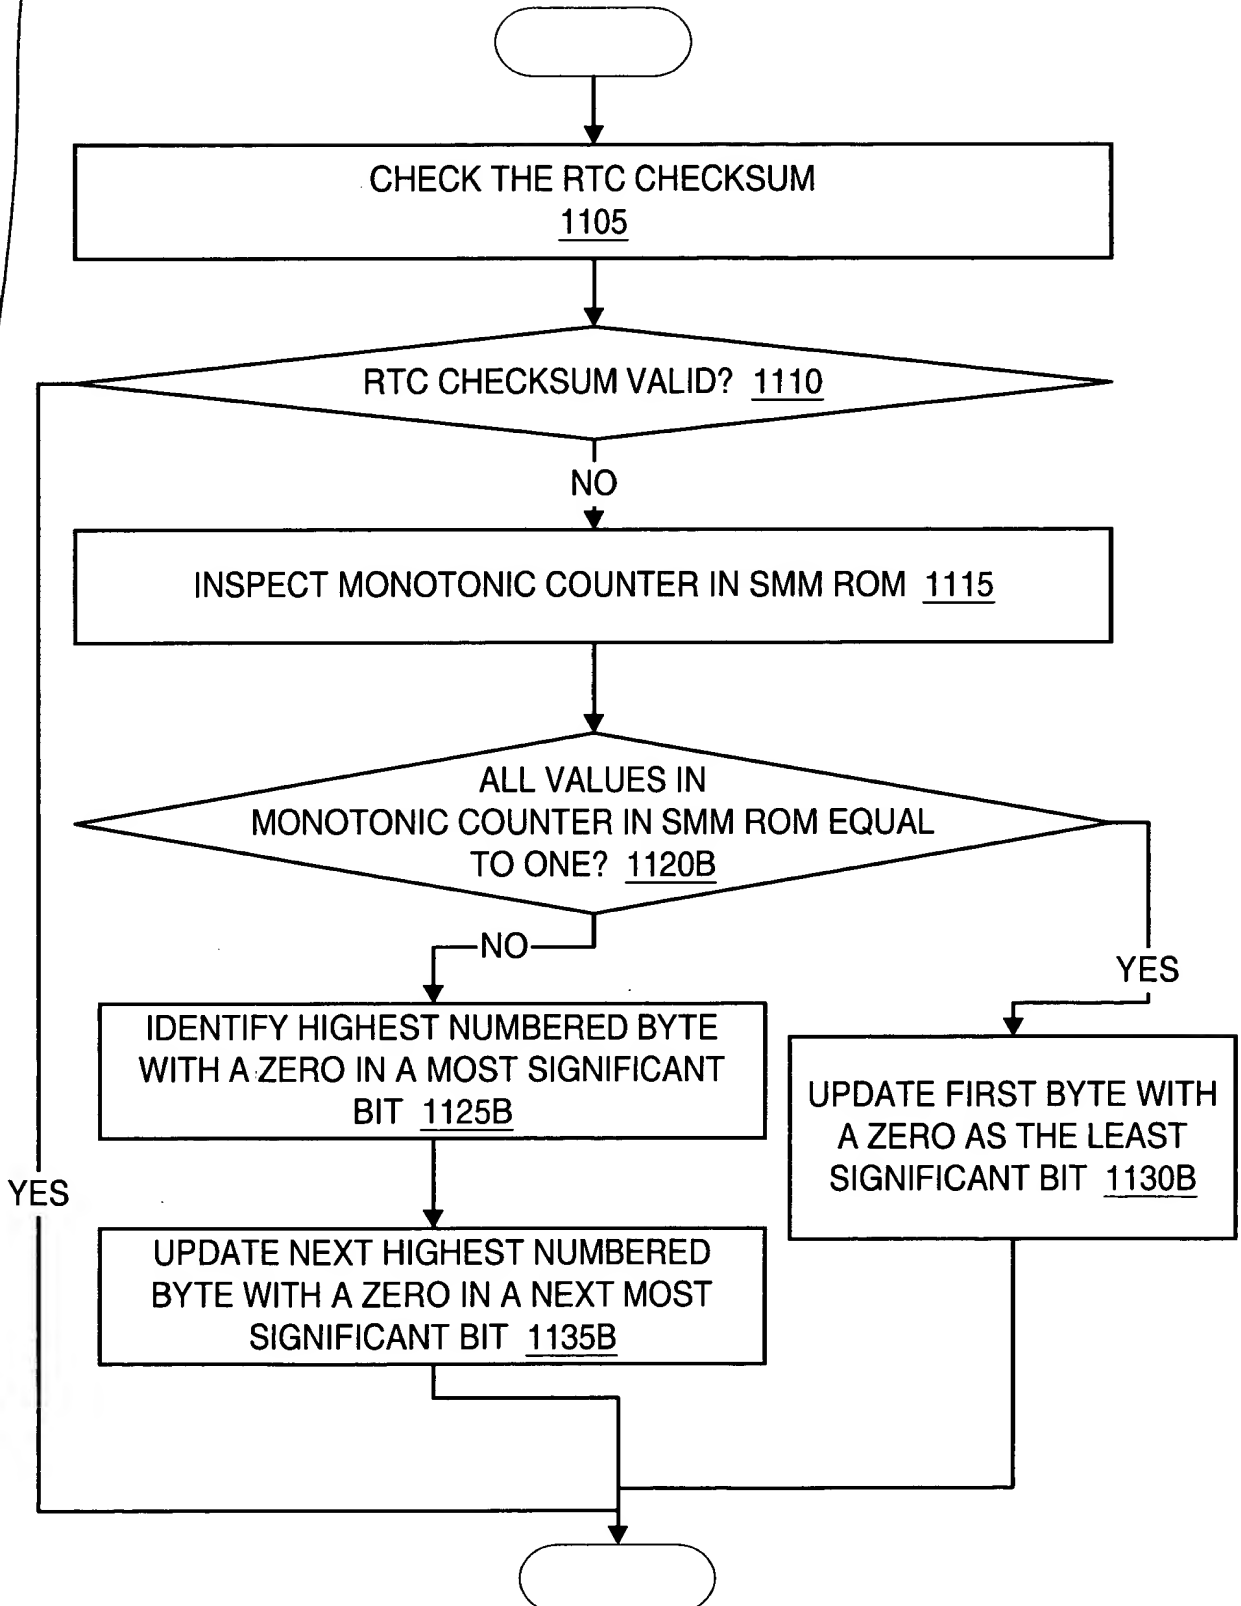 CHECK THE RTC CHECKSUM
1105
RTC CHECKSUM VALID? 1110
NO
INSPECT MONOTONIC COUNTER IN SMM ROM 1115
ALL VALUES IN
MONOTONIC COUNTER IN SMM ROM EQUAL
TO ONE? 1120B
NO
YES
IDENTIFY HIGHEST NUMBERED BYTE
WITH A ZERO IN A MOST SIGNIFICANT
BIT 1125B
UPDATE FIRST BYTE WITH
A ZERO AS THE LEAST
SIGNIFICANT BIT 1130B
YES
UPDATE NEXT HIGHEST NUMBERED
BYTE WITH A ZERO IN A NEXT MOST
SIGNIFICANT BIT 1135B